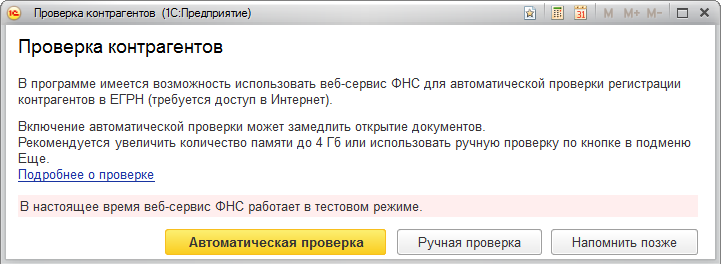 1С Проверка контрагентов (1С:Предприятие) 31 M M+ M-
Проверка контрагентов
В программе имеется возможность использовать веб-сервис ФНС для автоматической проверки регистрации
контрагентов в ЕГРН (требуется доступ в Интернет).
Включение автоматической проверки может замедлить открытие документов.
Рекомендуется увеличить количество памяти до 4 Гб или использовать ручную проверку по кнопке в подменю
Еще.
Подробнее о проверке
В настоящее время веб-сервис ФНС работает в тестовом режиме.
Автоматическая проверка Ручная проверка Напомнить позже